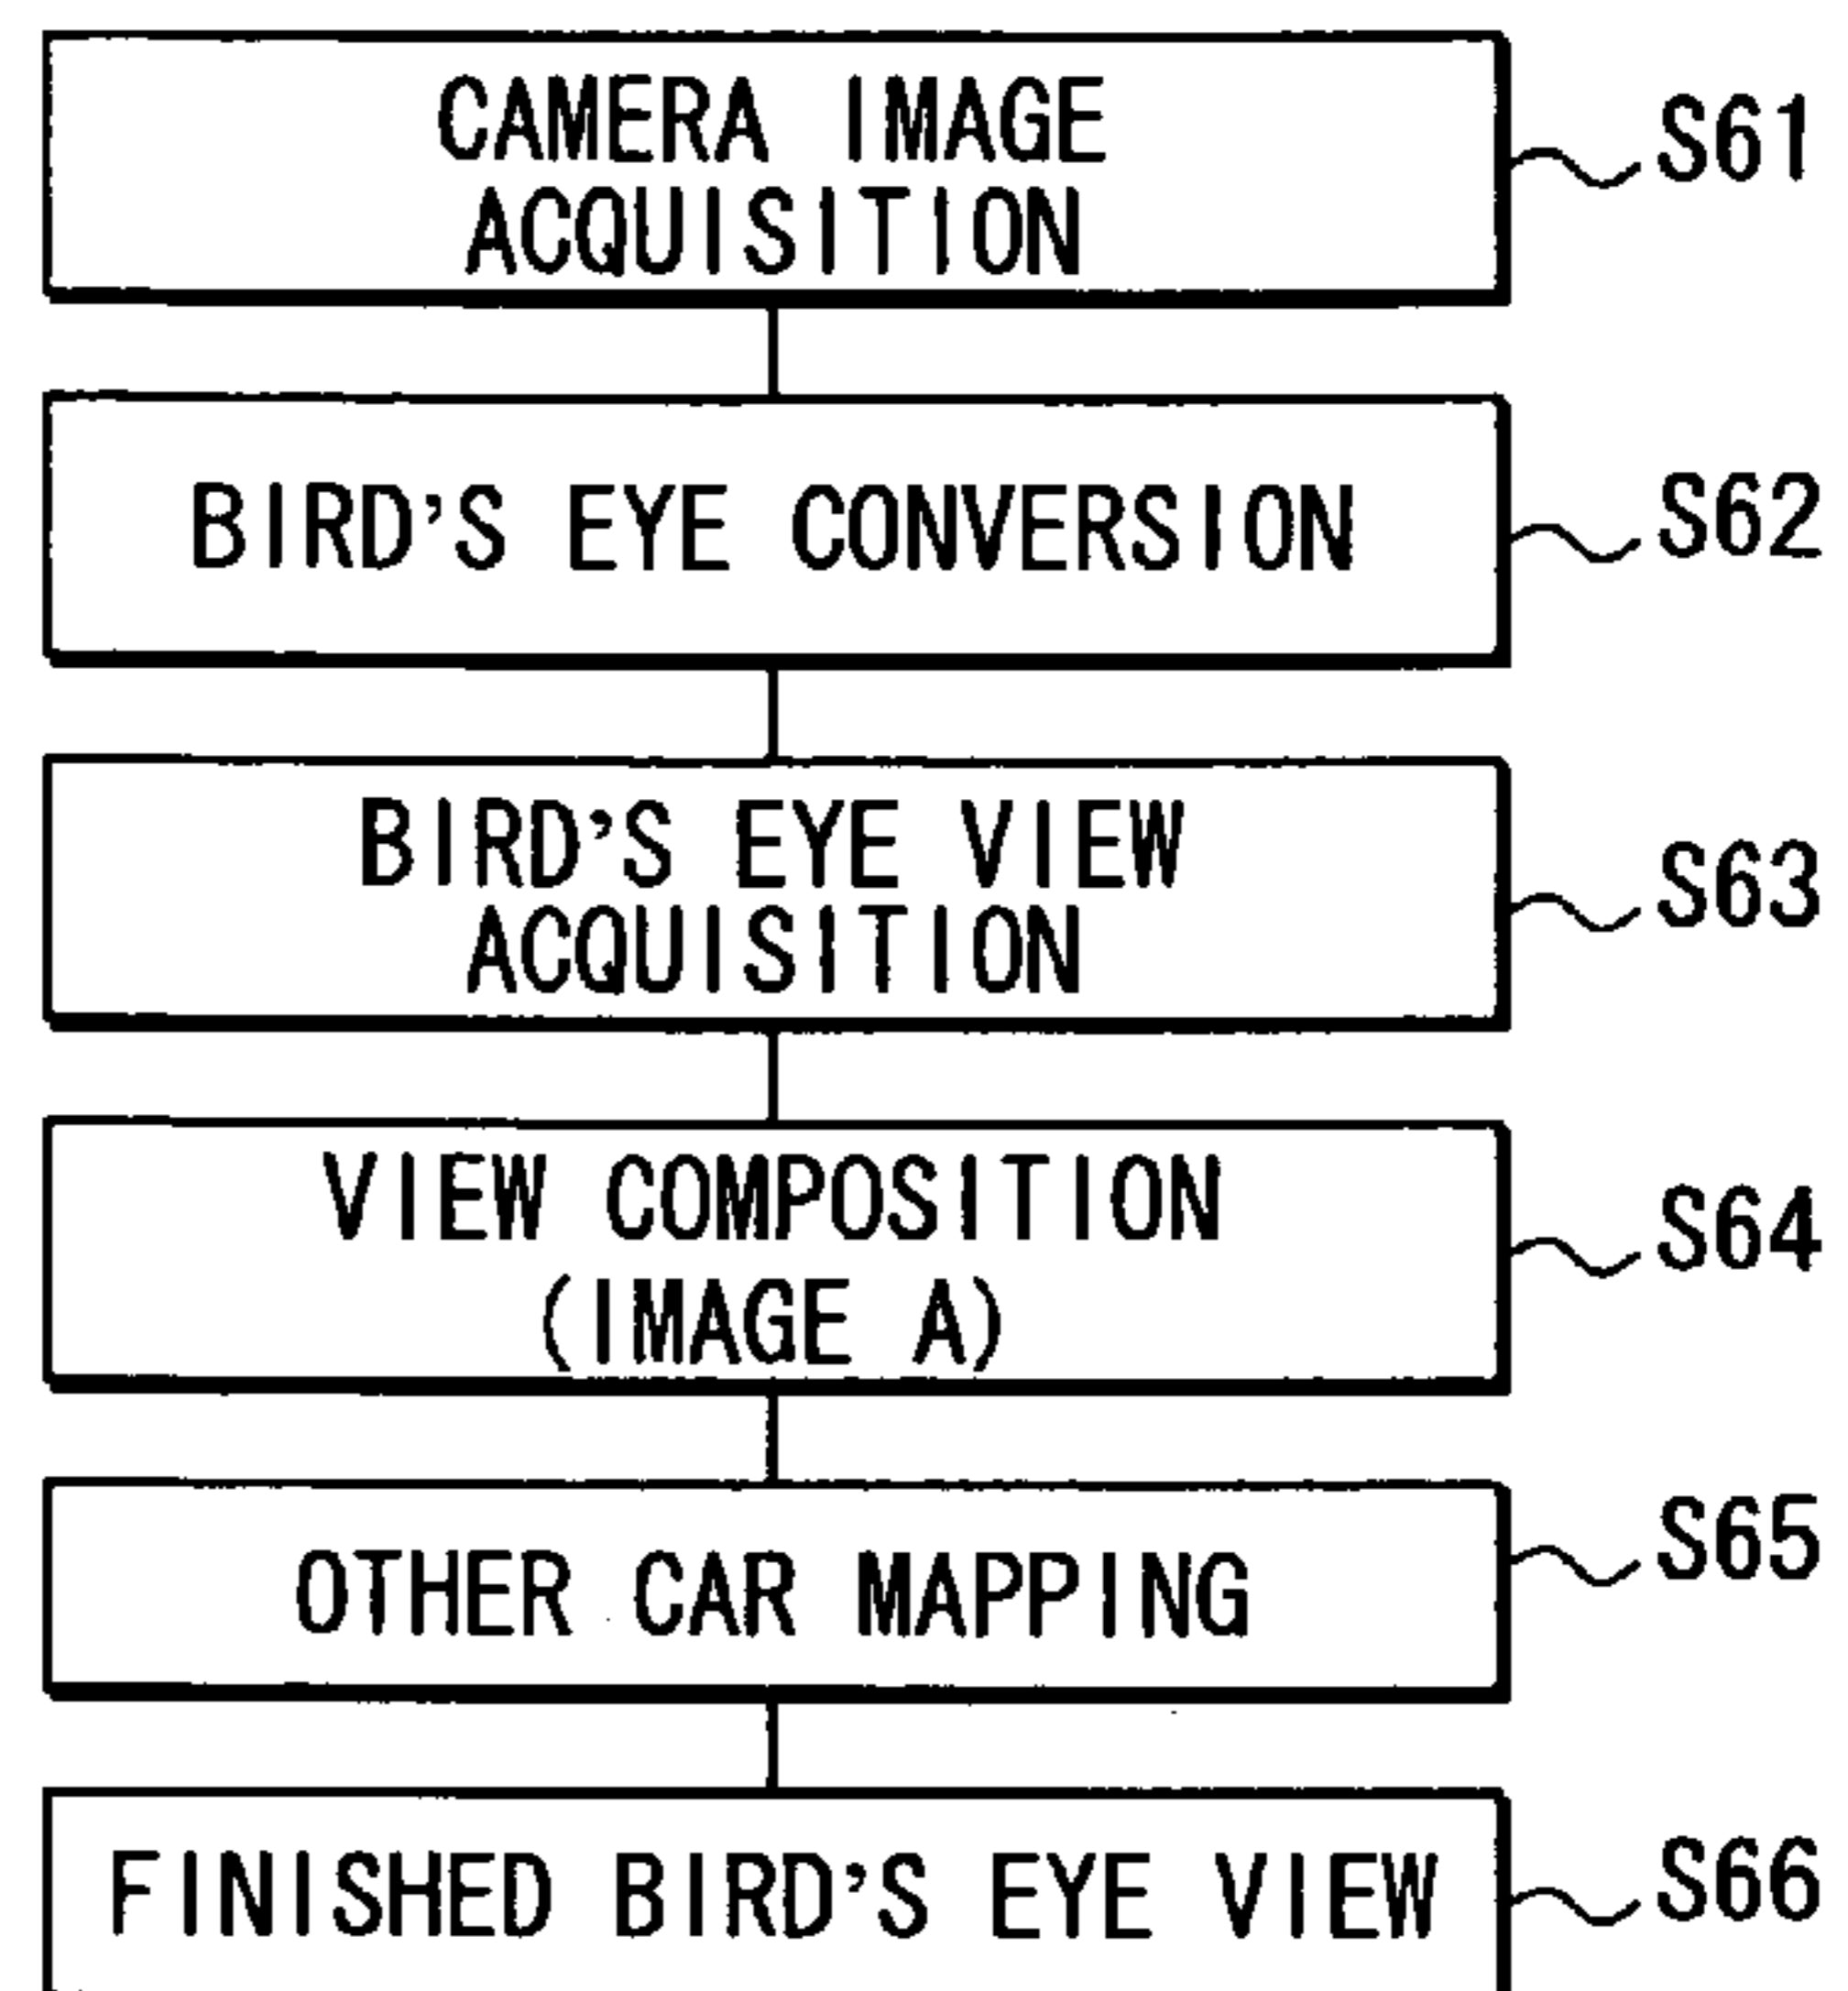 CAMERA IMAGE
ACQUISITION
S61
BIRD'S EYE CONVERSION
S62
BIRD'S EYE VIEW
ACQUISITION
S63
VIEW COMPOSITION
(IMAGE A)
S64
OTHER CAR MAPPING
S65
FINISHED BIRD'S EYE VIEW
S66